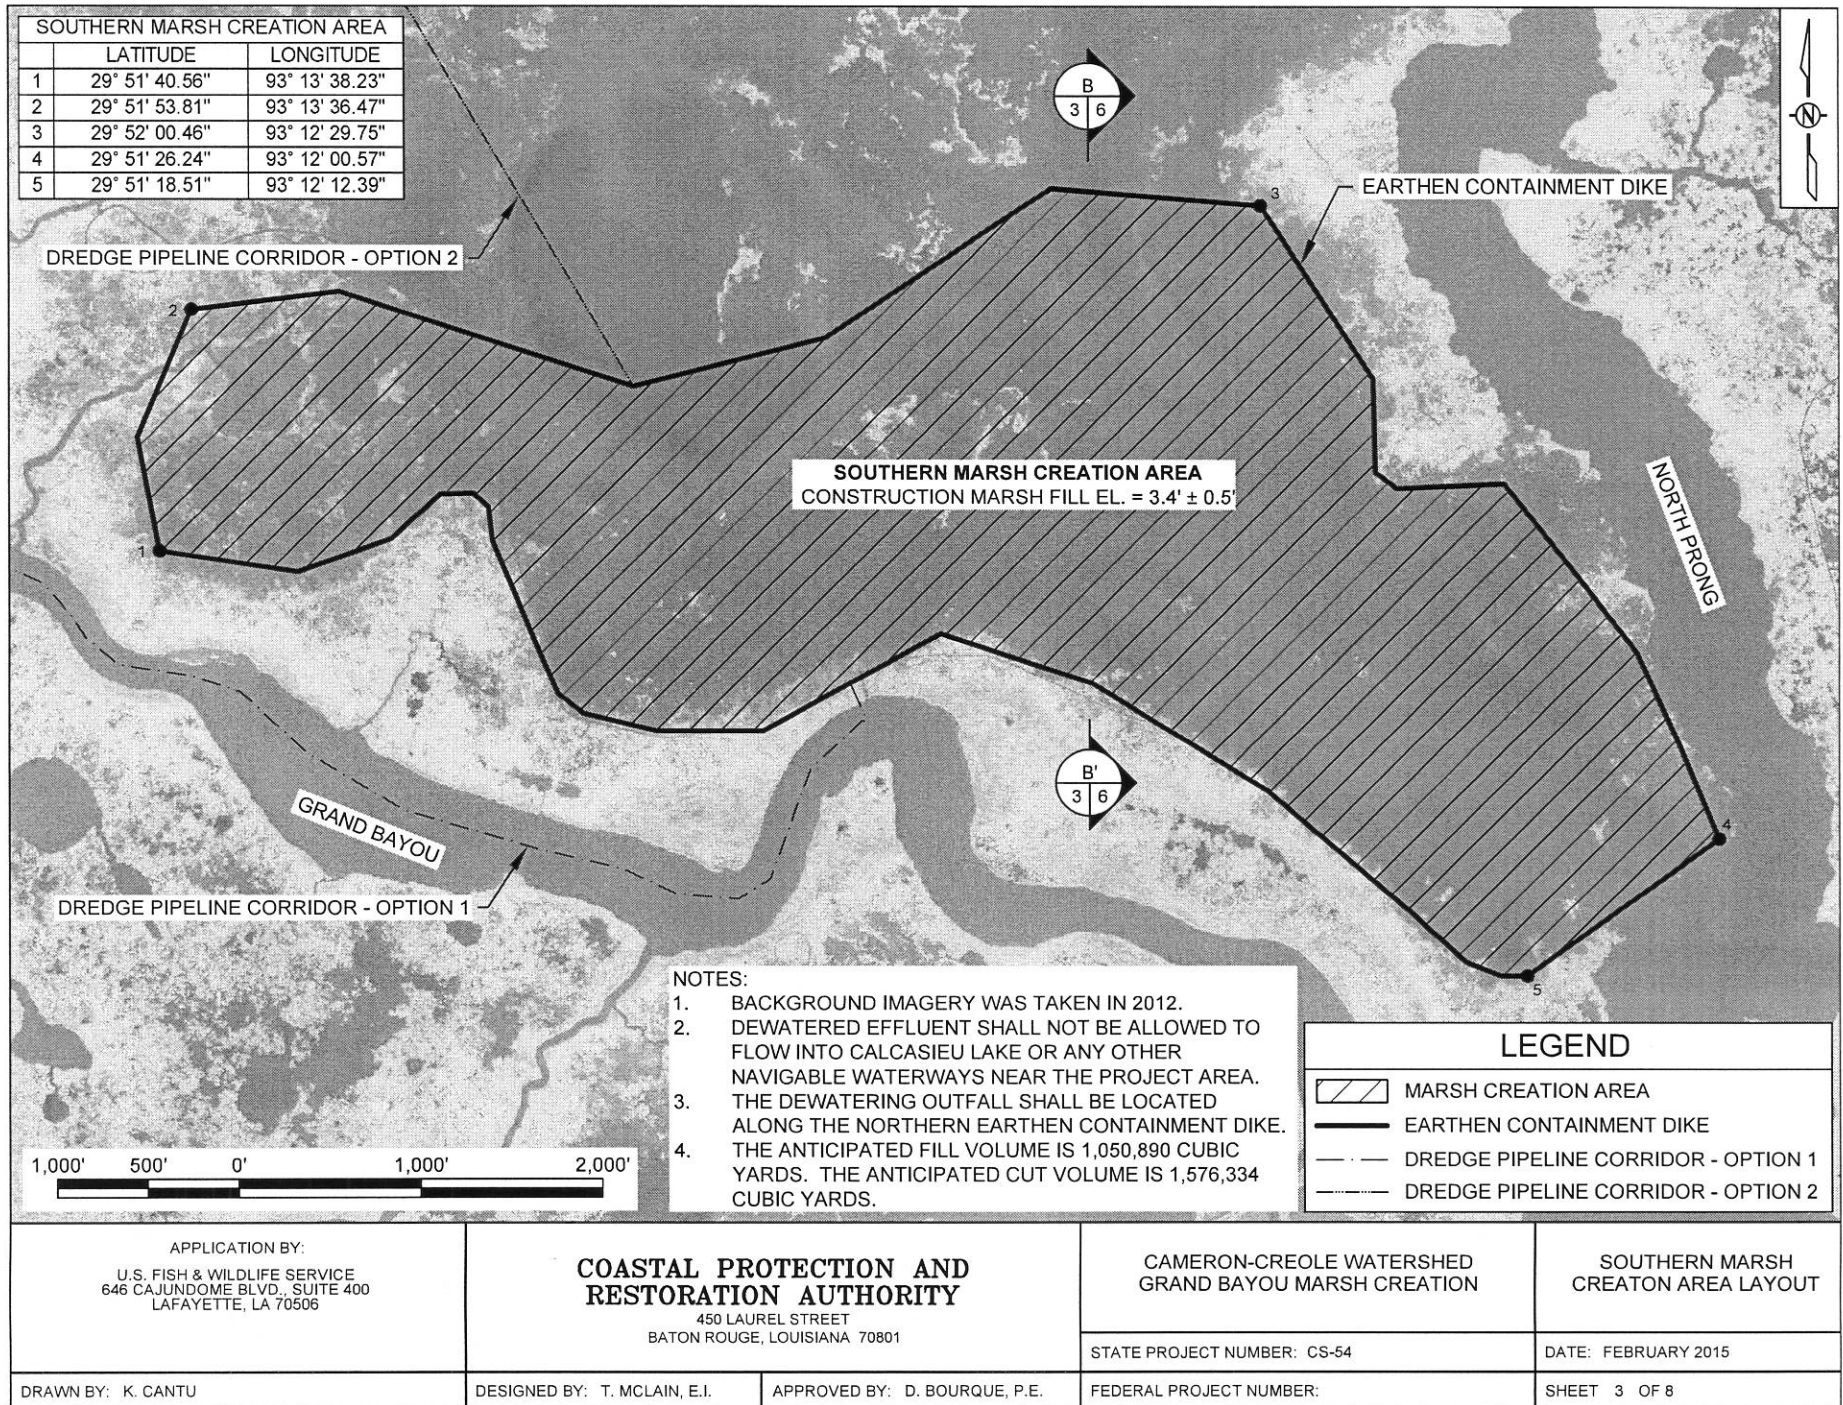 SOUTHERN MARSH CREATION AREA
LATITUDE LONGITUDE
1 29° 51' 40.56" 93° 13' 38.23"
2 29° 51' 53.81" 93° 13' 36.47"
3 29° 52' 00.46" 93° 12' 29.75"
4 29° 51' 26.24" 93° 12' 00.57"
5 29° 51' 18.51" 93° 12' 12.39"
B
3 6
N
3
EARTHEN CONTAINMENT DIKE
DREDGE PIPELINE CORRIDOR - OPTION 2
2
SOUTHERN MARSH CREATION AREA
CONSTRUCTION MARSH FILL EL. = 3.4' ± 0.5'
NORTH PRONG
1
B'
3 6
GRAND BAYOU
4
DREDGE PIPELINE CORRIDOR - OPTION 1
5
NOTES:
1. BACKGROUND IMAGERY WAS TAKEN IN 2012.
2. DEWATERED EFFLUENT SHALL NOT BE ALLOWED TO
FLOW INTO CALCASIEU LAKE OR ANY OTHER
NAVIGABLE WATERWAYS NEAR THE PROJECT AREA.
3. THE DEWATERING OUTFALL SHALL BE LOCATED
ALONG THE NORTHERN EARTHEN CONTAINMENT DIKE.
4. THE ANTICIPATED FILL VOLUME IS 1,050,890 CUBIC
YARDS. THE ANTICIPATED CUT VOLUME IS 1,576,334
CUBIC YARDS.
LEGEND
MARSH CREATION AREA
EARTHEN CONTAINMENT DIKE
DREDGE PIPELINE CORRIDOR - OPTION 1
DREDGE PIPELINE CORRIDOR - OPTION 2
1,000' 500' 0' 1,000' 2,000'
APPLICATION BY:
U.S. FISH & WILDLIFE SERVICE
646 CAJUNDOME BLVD., SUITE 400
LAFAYETTE, LA 70506
COASTAL PROTECTION AND
RESTORATION AUTHORITY
450 LAUREL STREET
BATON ROUGE, LOUISIANA 70801
CAMERON-CREOLE WATERSHED
GRAND BAYOU MARSH CREATION
SOUTHERN MARSH
CREATON AREA LAYOUT
STATE PROJECT NUMBER: CS-54
DATE: FEBRUARY 2015
DRAWN BY: K. CANTU
DESIGNED BY: T. MCLAIN, E.I.
APPROVED BY: D. BOURQUE, P.E.
FEDERAL PROJECT NUMBER:
SHEET 3 OF 8